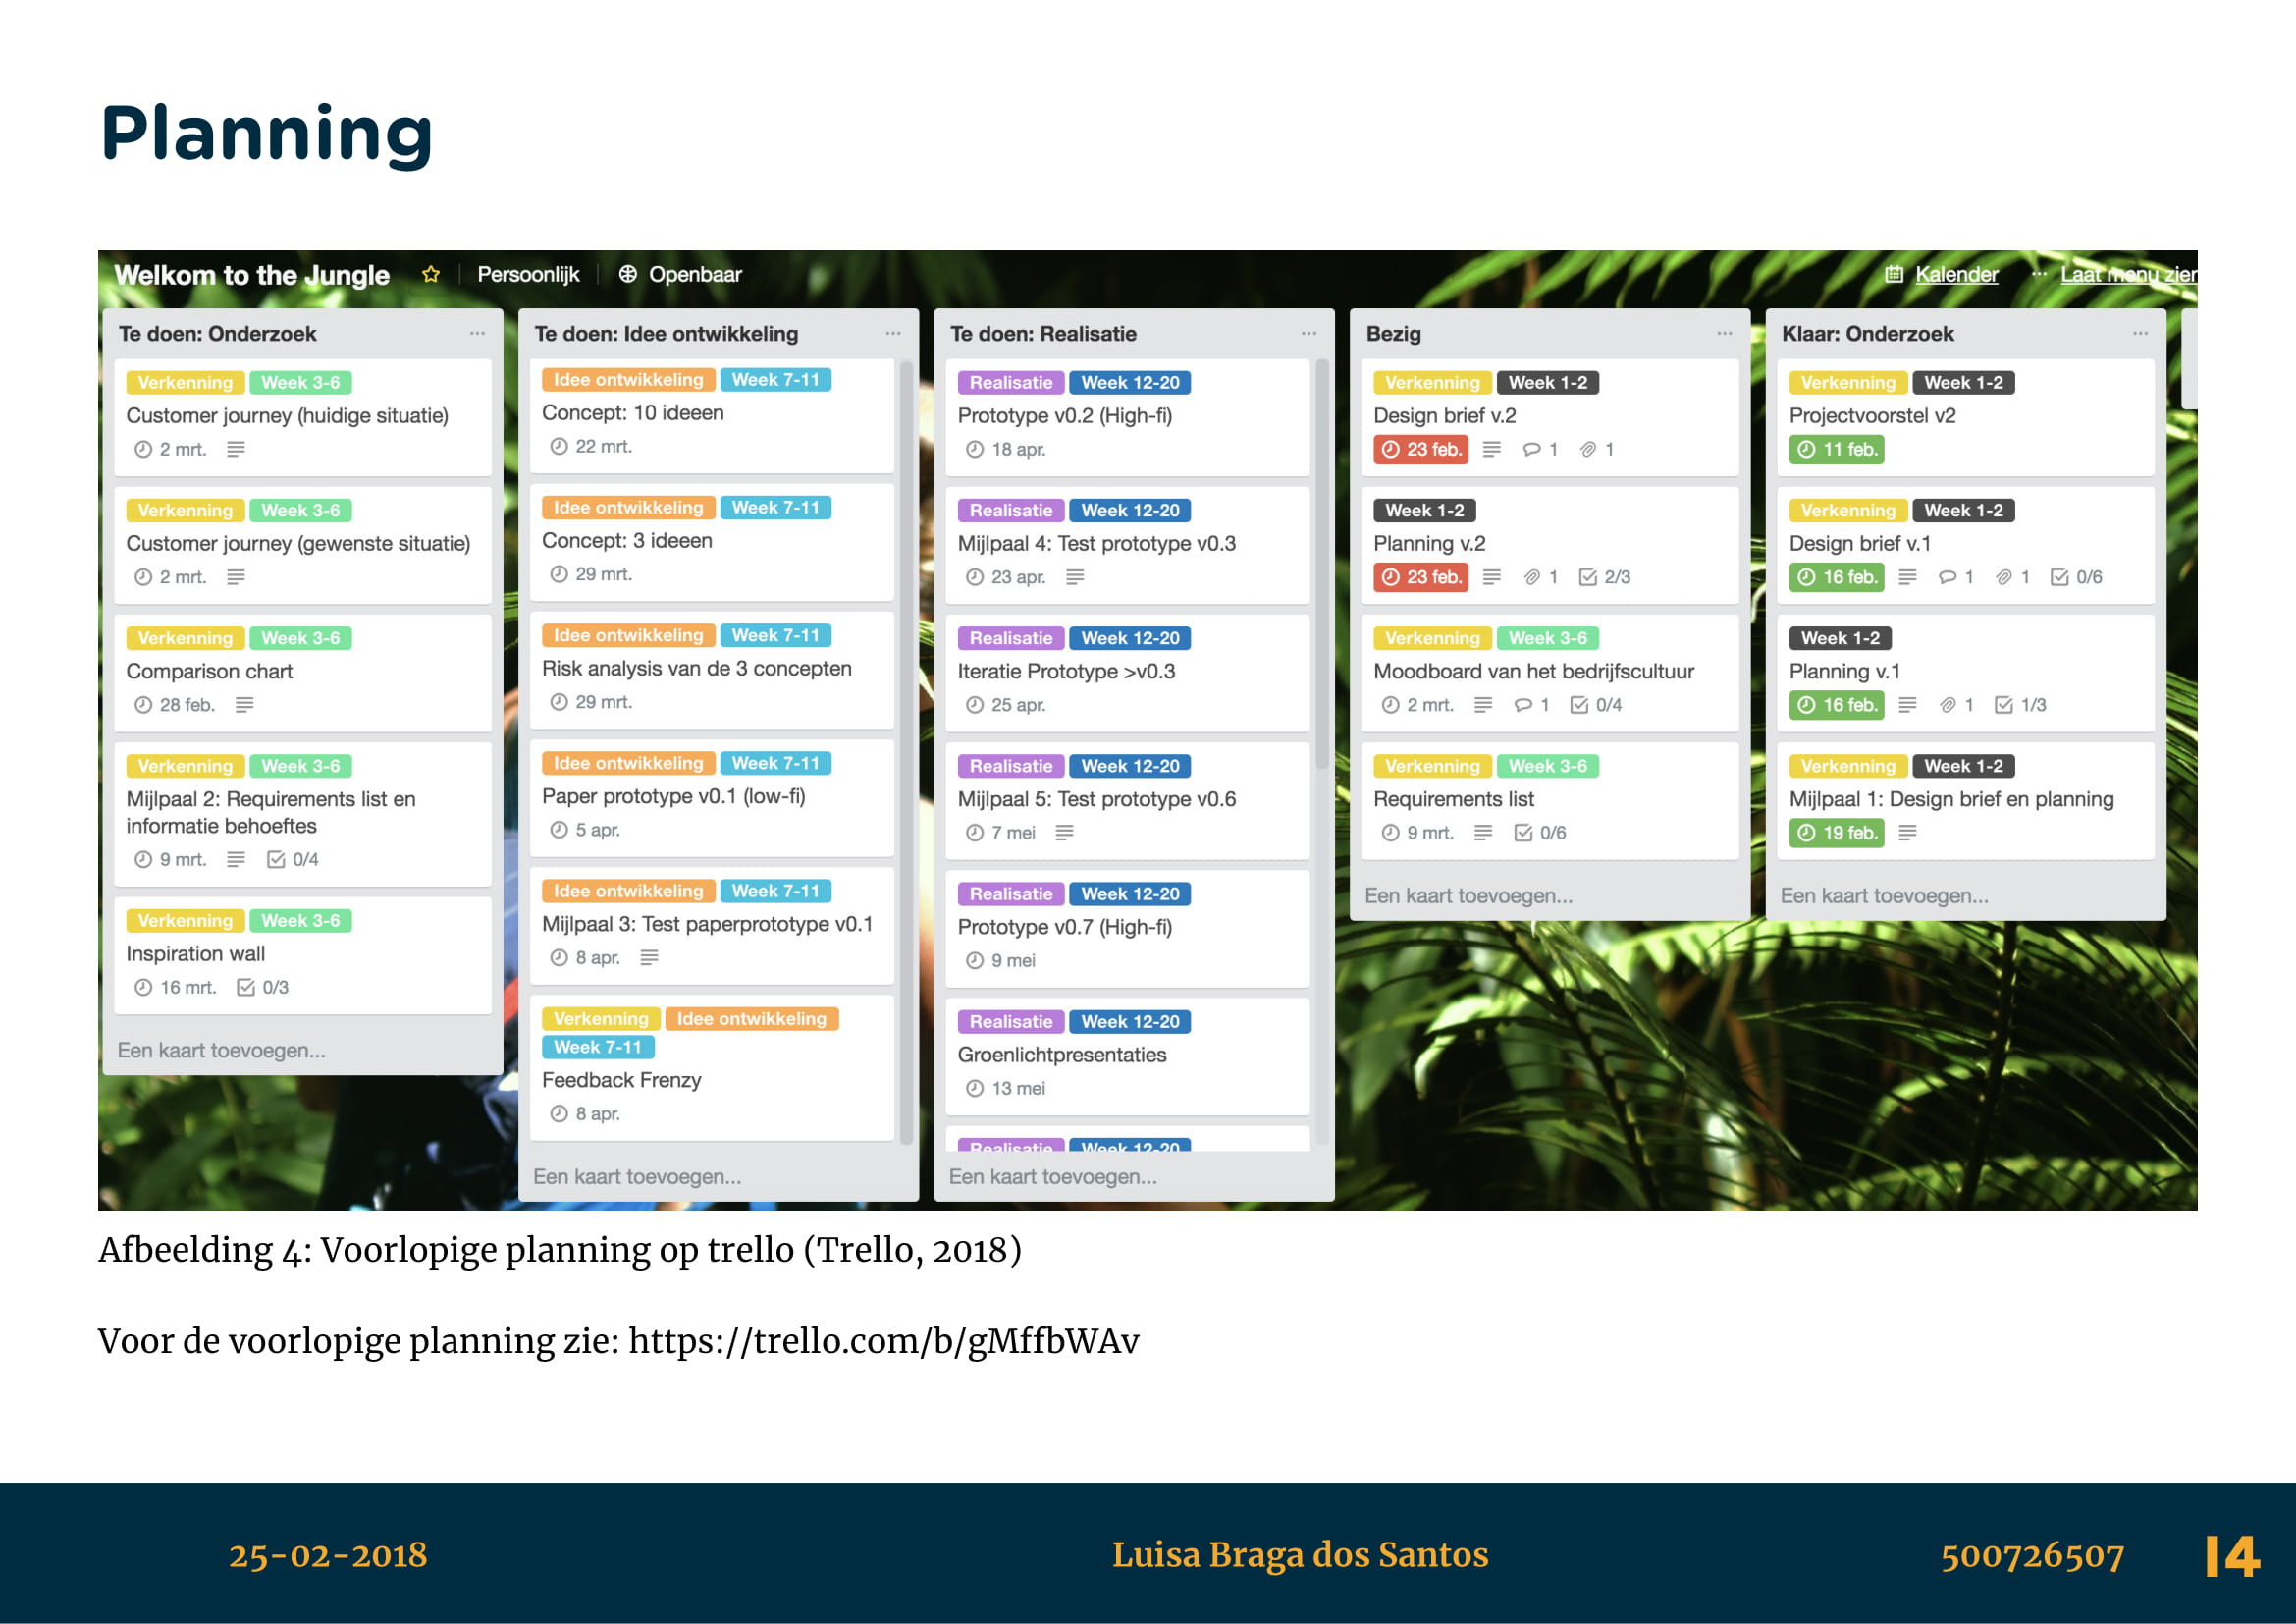 Planning
Welkom to the Jungle
Persoonlijk
Openbaar
Kalender
Laat menu zien
Te doen: Onderzoek
Verkenning Week 3-6
Customer journey (huidige situatie)
2 mrt.
Verkenning Week 3-6
Customer journey (gewenste situatie)
2 mrt.
Verkenning Week 3-6
Comparison chart
28 feb.
Verkenning Week 3-6
Mijlpaal 2: Requirements list en
informatie behoeftes
9 mrt. 0/4
Verkenning Week 3-6
Inspiration wall
16 mrt. 0/3
Een kaart toevoegen...
Te doen: Idee ontwikkeling
Idee ontwikkeling Week 7-11
Concept: 10 ideeen
22 mrt.
Idee ontwikkeling Week 7-11
Concept: 3 ideeen
29 mrt.
Idee ontwikkeling Week 7-11
Risk analysis van de 3 concepten
29 mrt.
Idee ontwikkeling Week 7-11
Paper prototype v0.1 (low-fi)
5 apr.
Idee ontwikkeling Week 7-11
Mijlpaal 3: Test paperprototype v0.1
8 apr.
Verkenning Idee ontwikkeling
Week 7-11
Feedback Frenzy
8 apr.
Een kaart toevoegen...
Te doen: Realisatie
Realisatie Week 12-20
Prototype v0.2 (High-fi)
18 apr.
Realisatie Week 12-20
Mijlpaal 4: Test prototype v0.3
23 apr.
Realisatie Week 12-20
Iteratie Prototype >v0.3
25 apr.
Realisatie Week 12-20
Mijlpaal 5: Test prototype v0.6
7 mei
Realisatie Week 12-20
Prototype v0.7 (High-fi)
9 mei
Realisatie Week 12-20
Groenlichtpresentaties
13 mei
Realisatie Week 12-20
Een kaart toevoegen...
Bezig
Verkenning Week 1-2
Design brief v.2
23 feb. 1 1
Week 1-2
Planning v.2
23 feb. 1 2/3
Verkenning Week 3-6
Moodboard van het bedrijfscultuur
2 mrt. 1 0/4
Verkenning Week 3-6
Requirements list
9 mrt. 0/6
Een kaart toevoegen...
Klaar: Onderzoek
Verkenning Week 1-2
Projectvoorstel v2
11 feb.
Verkenning Week 1-2
Design brief v.1
16 feb. 1 1 0/6
Week 1-2
Planning v.1
16 feb. 1 1/3
Verkenning Week 1-2
Mijlpaal 1: Design brief en planning
19 feb.
Een kaart toevoegen...
Afbeelding 4: Voorlopige planning op trello (Trello, 2018)
Voor de voorlopige planning zie: https://trello.com/b/gMffbWAv
25-02-2018
Luisa Braga dos Santos
500726507
14